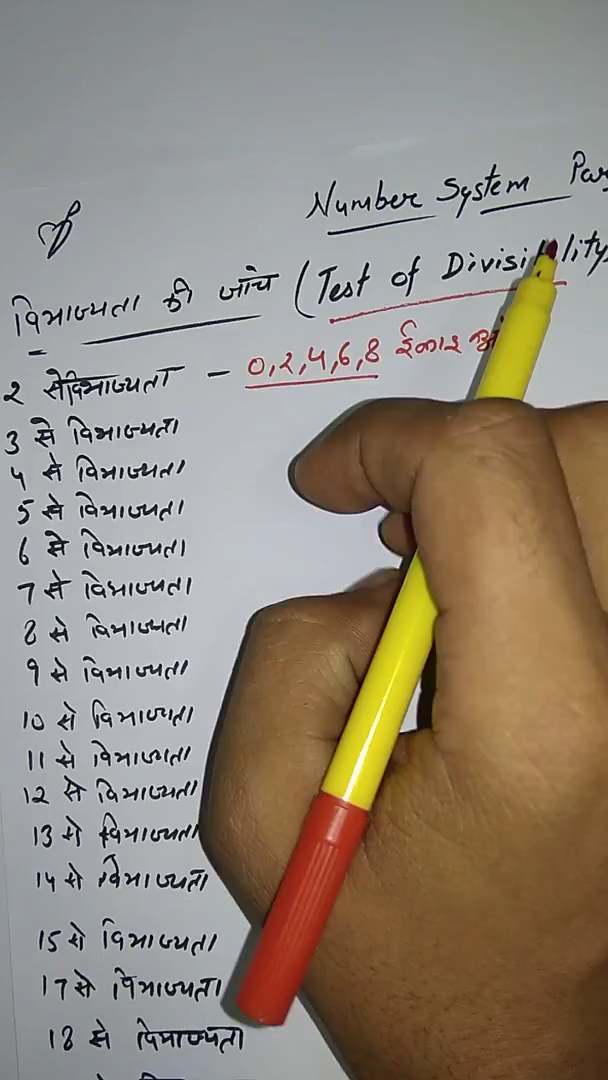 Number System
विभाज्यता की जाँच (Test of Divisibility
2 से विभाज्यता - 0,2,4,6,8 ईकाई
3 से विभाज्यता
4 से विभाज्यता
5 से विभाज्यता
6 से विभाज्यता
7 से विभाज्यता
8 से विभाज्यता
9 से विभाज्यता
10 से विभाज्यता
11 से विभाज्यता
12 से विभाज्यता
13 से विभाज्यता
14 से विभाज्यता
15 से विभाज्यता
17 से विभाज्यता
18 से विभाज्यता